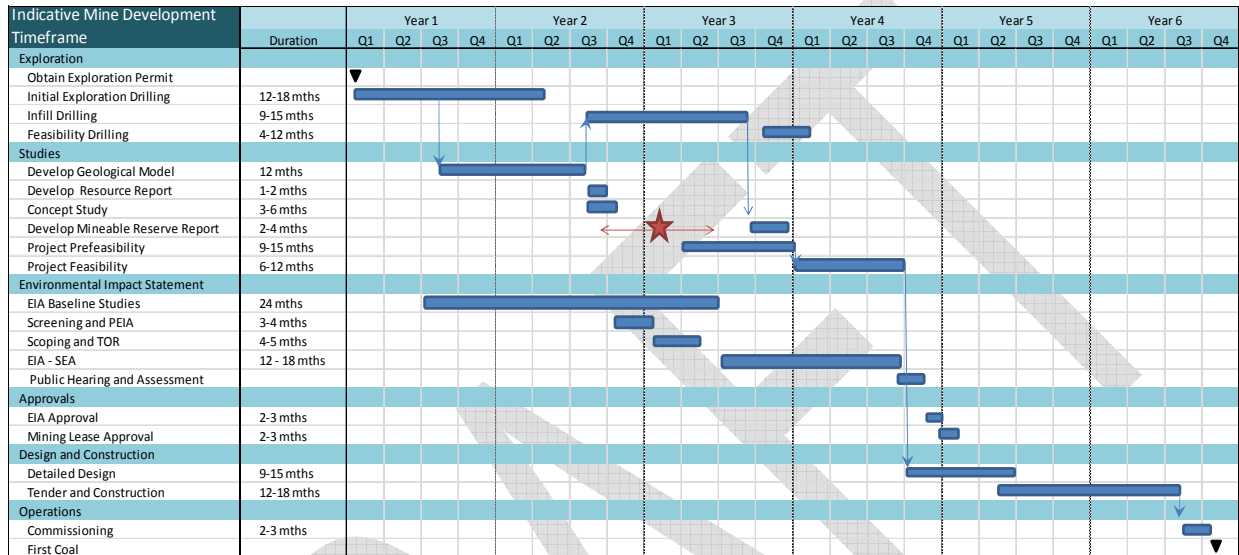 Indicative Mine Development Timeframe Duration Year 1 Year 2 Year 3 Year 4 Year 5 Year 6
Q1 Q2 Q3 Q4 Q1 Q2 Q3 Q4 Q1 Q2 Q3 Q4 Q1 Q2 Q3 Q4 Q1 Q2 Q3 Q4 Q1 Q2 Q3 Q4
Exploration
Obtain Exploration Permit
Initial Exploration Drilling 12-18 mths
Infill Drilling 9-15 mths
Feasibility Drilling 4-12 mths
Studies
Develop Geological Model 12 mths
Develop Resource Report 1-2 mths
Concept Study 3-6 mths
Develop Mineable Reserve Report 2-4 mths
Project Prefeasibility 9-15 mths
Project Feasibility 6-12 mths
Environmental Impact Statement
EIA Baseline Studies 24 mths
Screening and PEIA 3-4 mths
Scoping and TOR 4-5 mths
EIA - SEA 12 - 18 mths
Public Hearing and Assessment
Approvals
EIA Approval 2-3 mths
Mining Lease Approval 2-3 mths
Design and Construction
Detailed Design 9-15 mths
Tender and Construction 12-18 mths
Operations
Commissioning 2-3 mths
First Coal